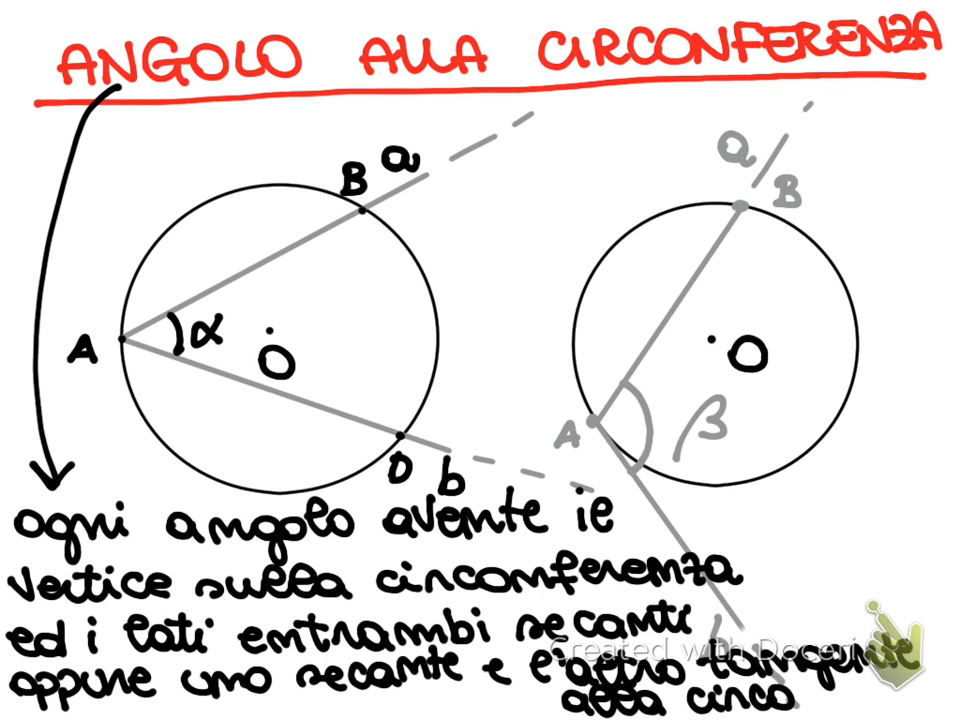 ANGOLO ALLA CIRCONFERENZA
B a
a B
A α O
O
A β
D b
ogni angolo avente il
vertice sulla circonferenza
ed i lati entrambi secanti
Created with Doceri
oppure uno secante e l'altro tangente
alla circo